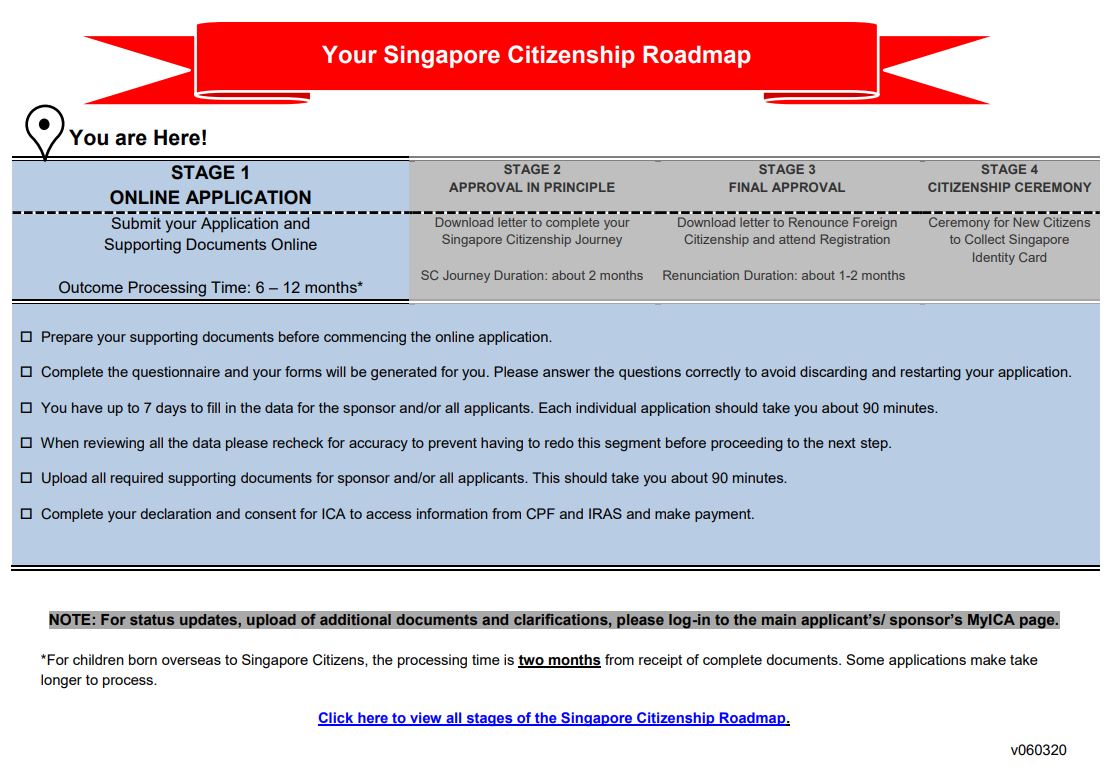 Your Singapore Citizenship Roadmap
You are Here!
STAGE 1
ONLINE APPLICATION
Submit your Application and
Supporting Documents Online
Outcome Processing Time: 6 – 12 months*
STAGE 2
APPROVAL IN PRINCIPLE
Download letter to complete your
Singapore Citizenship Journey
SC Journey Duration: about 2 months
STAGE 3
FINAL APPROVAL
Download letter to Renounce Foreign
Citizenship and attend Registration
Renunciation Duration: about 1-2 months
STAGE 4
CITIZENSHIP CEREMONY
Ceremony for New Citizens
to Collect Singapore
Identity Card
☐ Prepare your supporting documents before commencing the online application.
☐ Complete the questionnaire and your forms will be generated for you. Please answer the questions correctly to avoid discarding and restarting your application.
☐ You have up to 7 days to fill in the data for the sponsor and/or all applicants. Each individual application should take you about 90 minutes.
☐ When reviewing all the data please recheck for accuracy to prevent having to redo this segment before proceeding to the next step.
☐ Upload all required supporting documents for sponsor and/or all applicants. This should take you about 90 minutes.
☐ Complete your declaration and consent for ICA to access information from CPF and IRAS and make payment.
NOTE: For status updates, upload of additional documents and clarifications, please log-in to the main applicant's/ sponsor's MyICA page.
*For children born overseas to Singapore Citizens, the processing time is two months from receipt of complete documents. Some applications make take
longer to process.
Click here to view all stages of the Singapore Citizenship Roadmap.
v060320